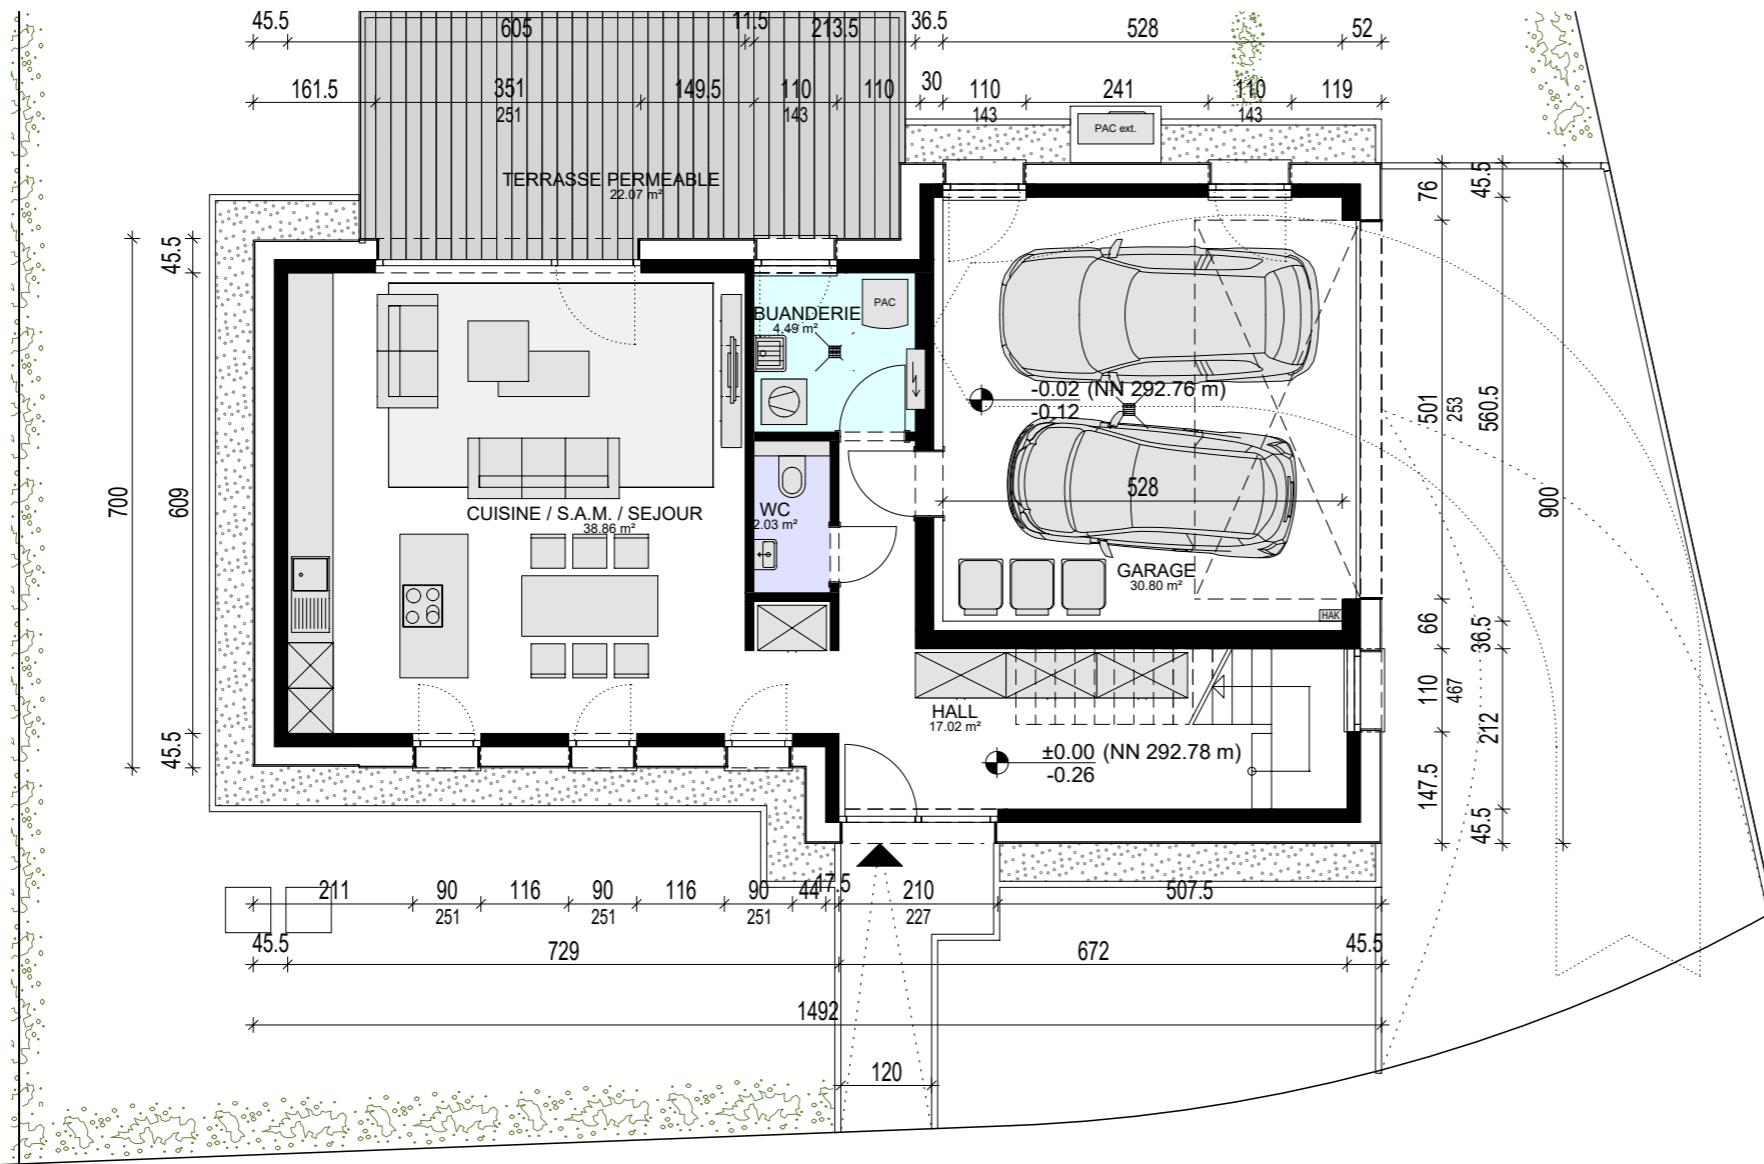 45.5 605 11.5 213.5 36.5 528 52
161.5 351 149.5 110 110 30 110 241 110 119
251 143 143 143
PAC ext.
TERRASSE PERMEABLE
22.07 m²
45.5
609
45.5
700
BUANDERIE
4.49 m²
PAC
-0.02 (NN 292.76 m)
-0.12
528
WC
2.03 m²
CUISINE / S.A.M. / SEJOUR
38.86 m²
GARAGE
30.80 m²
HAK
HALL
17.02 m²
±0.00 (NN 292.78 m)
-0.26
76
501
253
66
110
467
147.5
45.5
560.5
36.5
212
45.5
900
211 90 116 90 116 90 44 17.5 210 507.5
251 251 251 227
45.5 729 672 45.5
1492
120